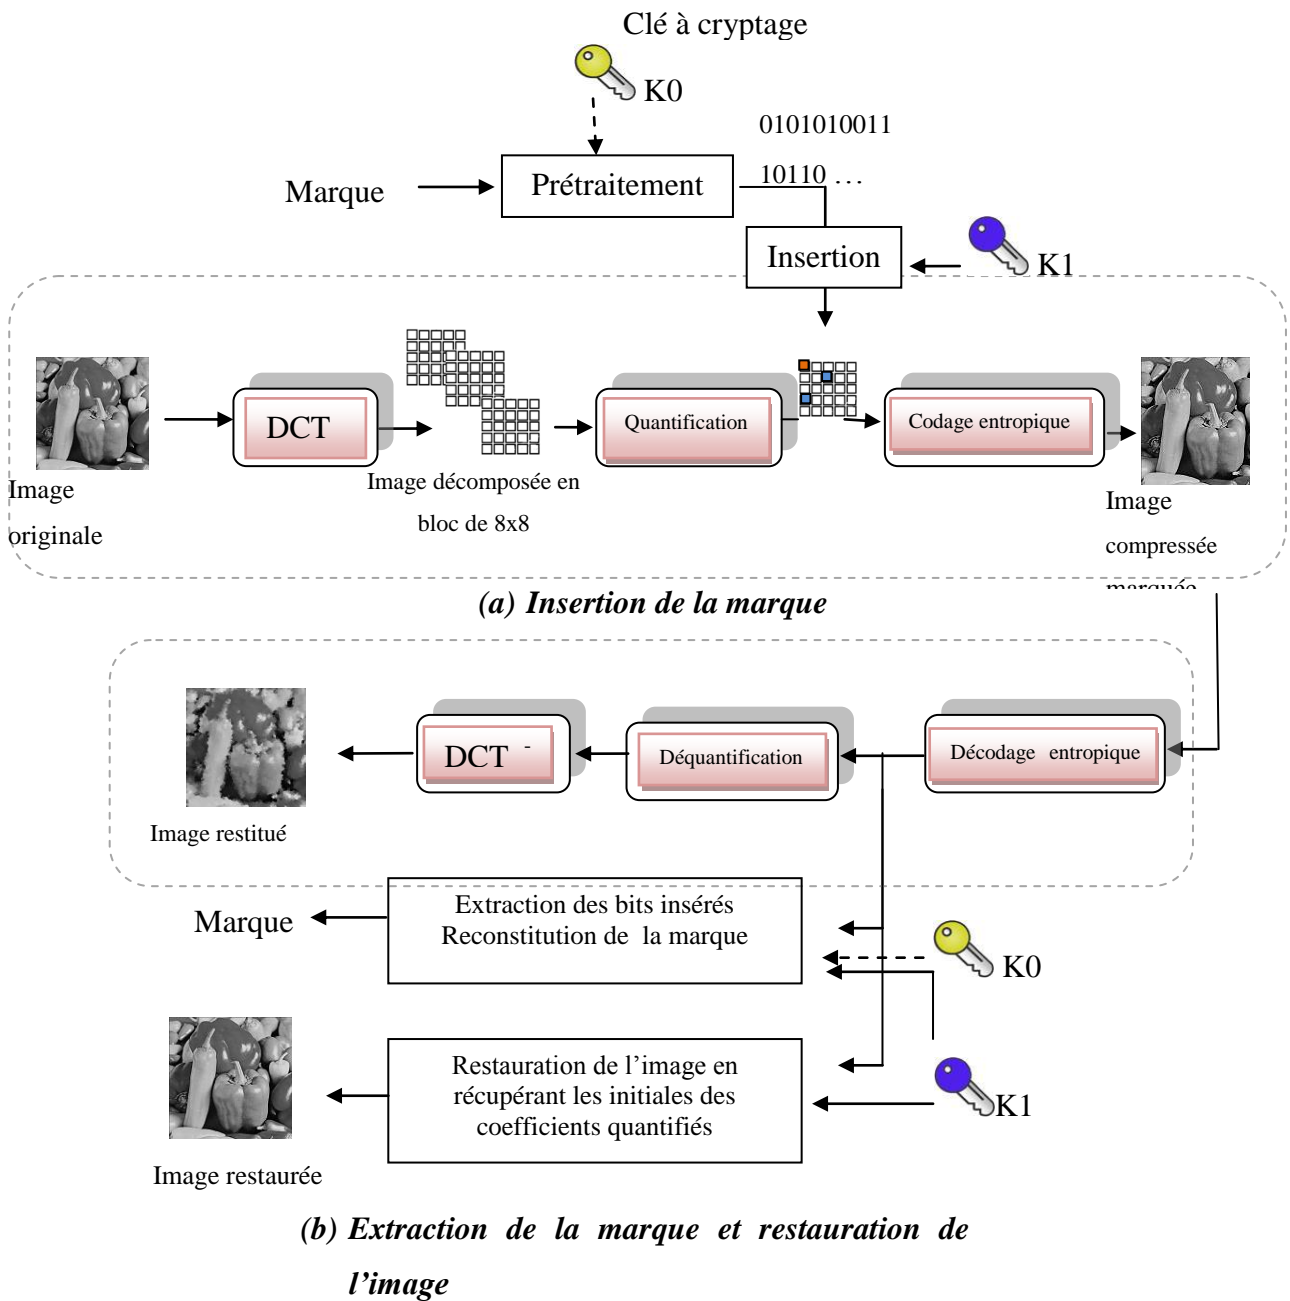 Clé à cryptage
K0
0101010011
10110 …
Marque
Prétraitement
Insertion
K1
DCT
Quantification
Codage entropique
Image décomposée en
bloc de 8x8
Image
originale
Image
compressée
marquée
(a) Insertion de la marque
DCT -
Déquantification
Décodage entropique
Image restitué
Marque
Extraction des bits insérés
Reconstitution de la marque
K0
Restauration de l’image en
récupérant les initiales des
coefficients quantifiés
K1
Image restaurée
(b) Extraction de la marque et restauration de
l’image